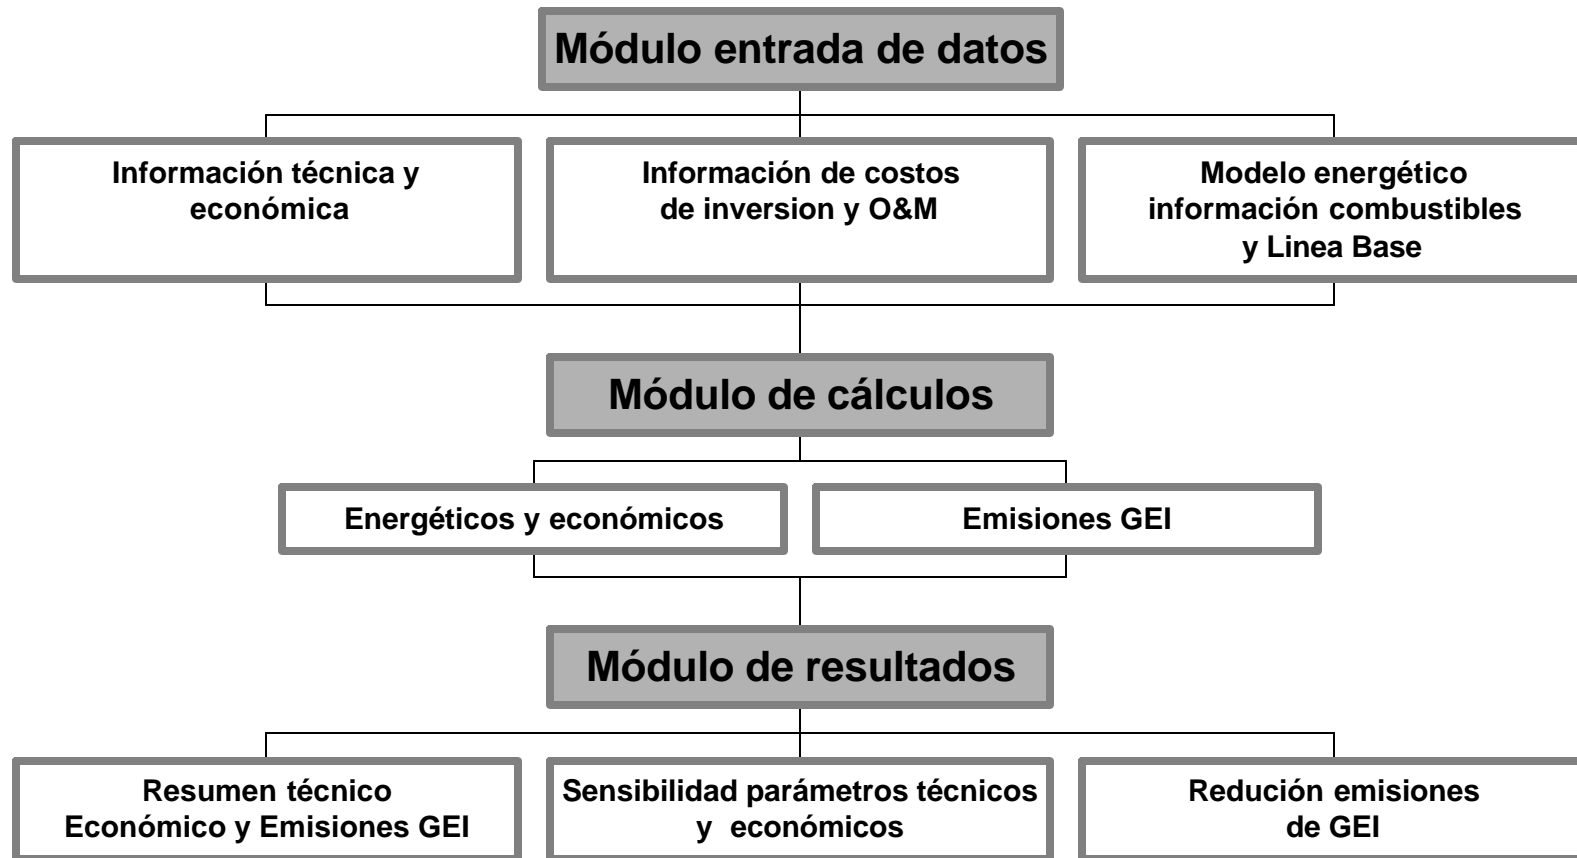 Módulo entrada de datos
Información técnica y
económica
Información de costos
de inversion y O&M
Modelo energético
información combustibles
y Linea Base
Módulo de cálculos
Energéticos y económicos
Emisiones GEI
Módulo de resultados
Resumen técnico
Económico y Emisiones GEI
Sensibilidad parámetros técnicos
y económicos
Redución emisiones
de GEI